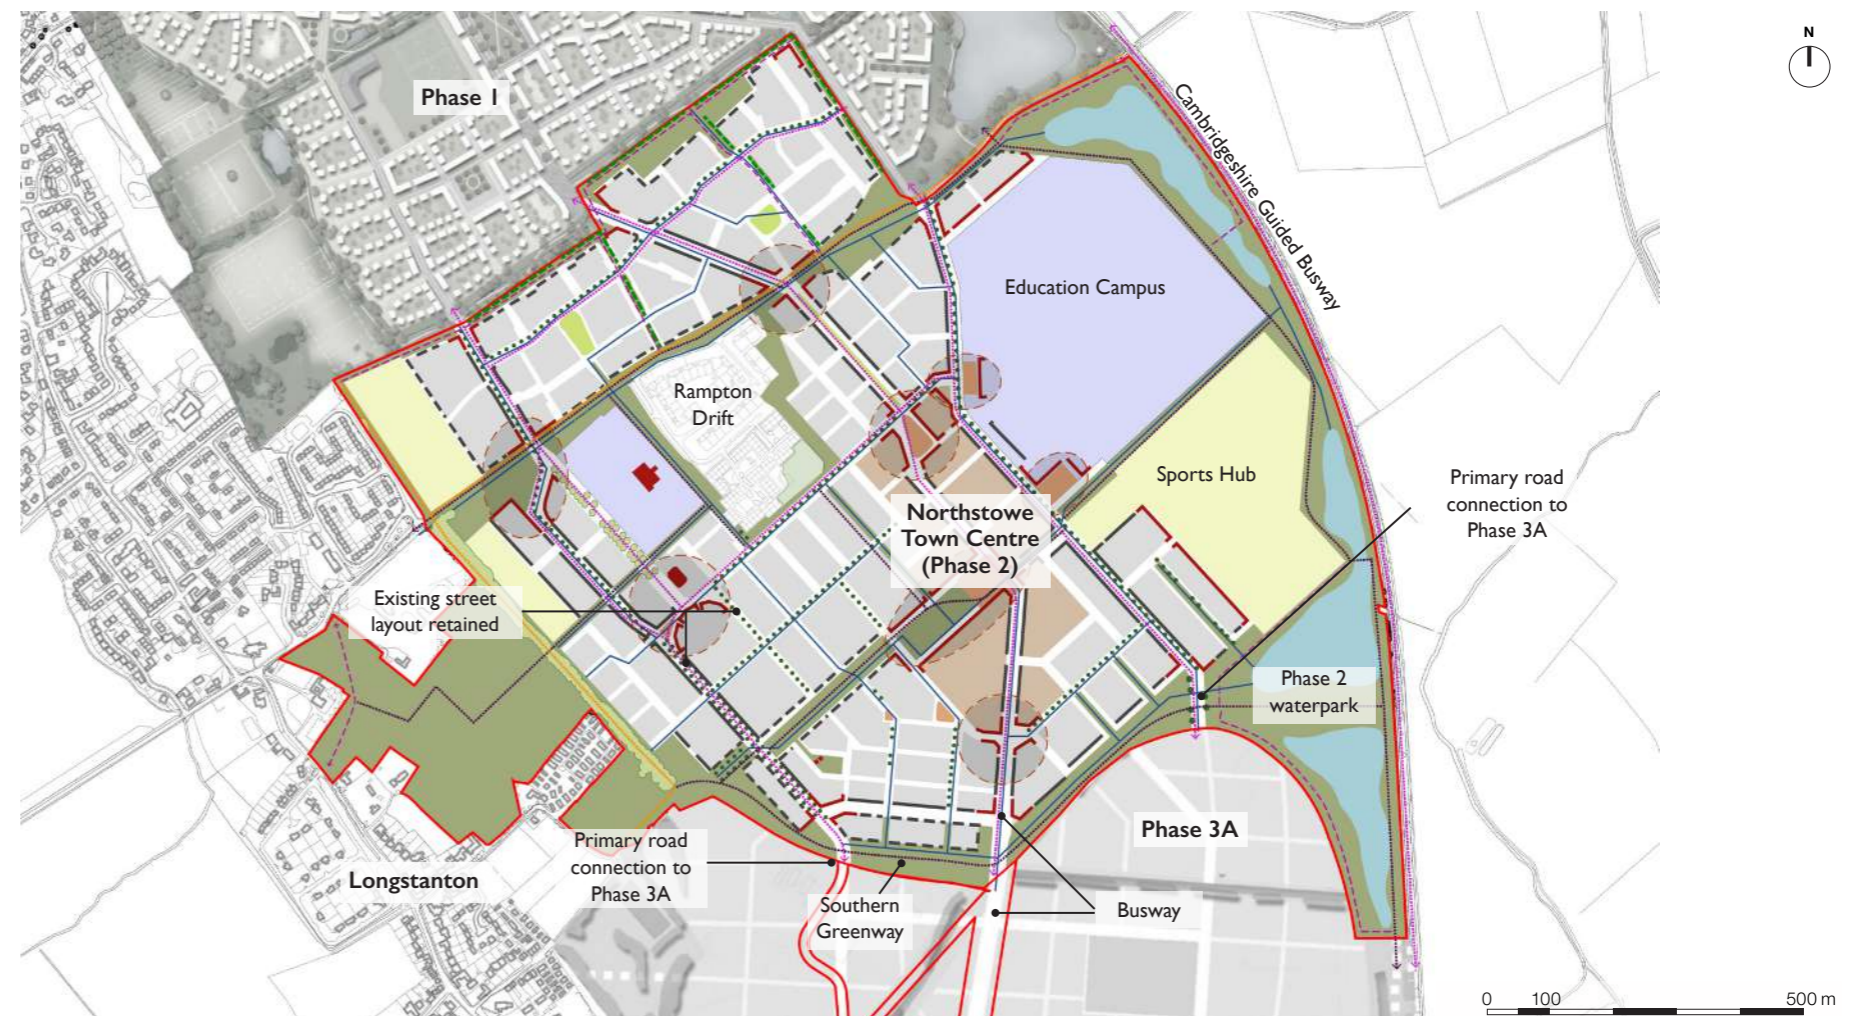 N
Phase 1
Cambridgeshire Guided Busway
Education Campus
Rampton
Drift
Sports Hub
Primary road
connection to
Phase 3A
Northstowe
Town Centre
(Phase 2)
Existing street
layout retained
Phase 2
waterpark
Phase 3A
Primary road
connection to
Phase 3A
Longstanton
Southern
Greenway
Busway
0 100 500 m